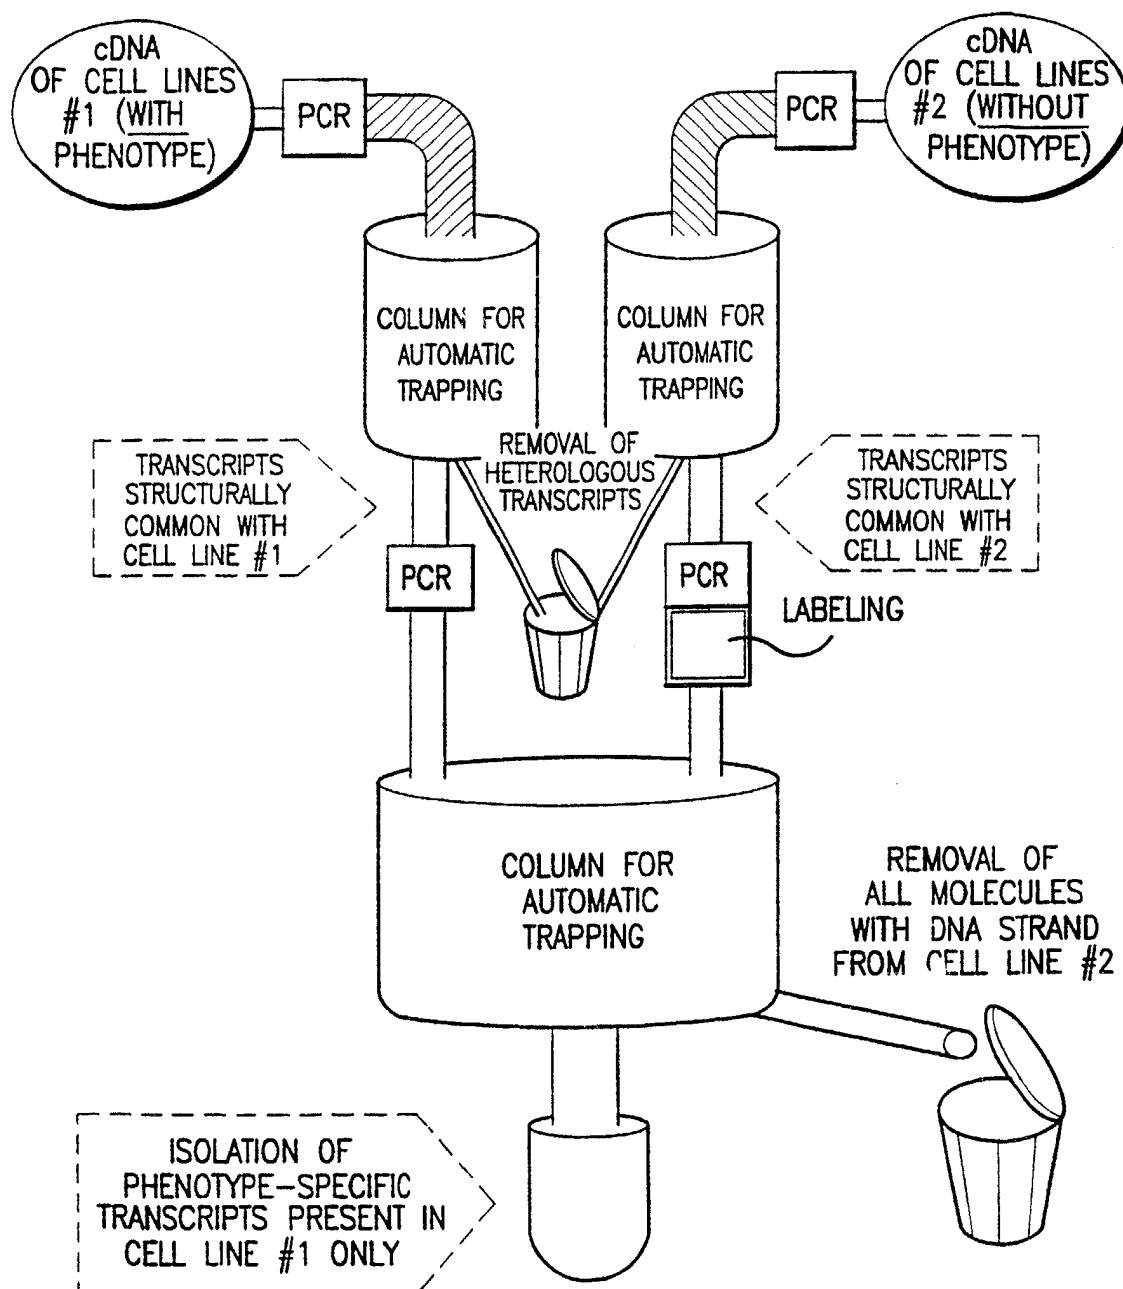 cDNA
OF CELL LINES
#1 (WITH
PHENOTYPE)
PCR
PCR
cDNA
OF CELL LINES
#2 (WITHOUT
PHENOTYPE)
COLUMN FOR
AUTOMATIC
TRAPPING
COLUMN FOR
AUTOMATIC
TRAPPING
REMOVAL OF
HETEROLOGOUS
TRANSCRIPTS
TRANSCRIPTS
STRUCTURALLY
COMMON WITH
CELL LINE #1
TRANSCRIPTS
STRUCTURALLY
COMMON WITH
CELL LINE #2
PCR
PCR
LABELING
COLUMN FOR
AUTOMATIC
TRAPPING
REMOVAL OF
ALL MOLECULES
WITH DNA STRAND
FROM CELL LINE #2
ISOLATION OF
PHENOTYPE-SPECIFIC
TRANSCRIPTS PRESENT IN
CELL LINE #1 ONLY